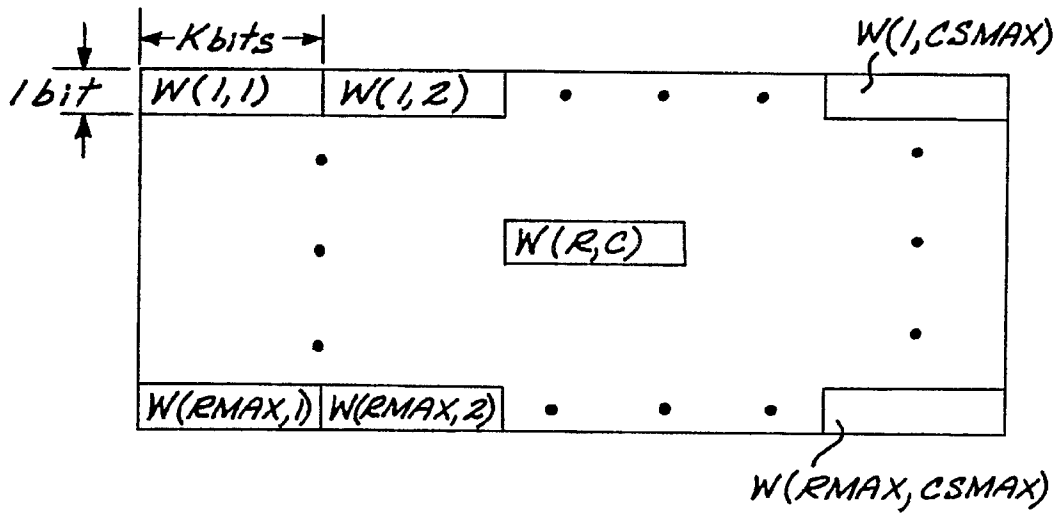 K bits
W(1,CSMAX)
1 bit
W(1,1)
W(1,2)
W(R,C)
W(RMAX,1)
W(RMAX,2)
W(RMAX,CSMAX)